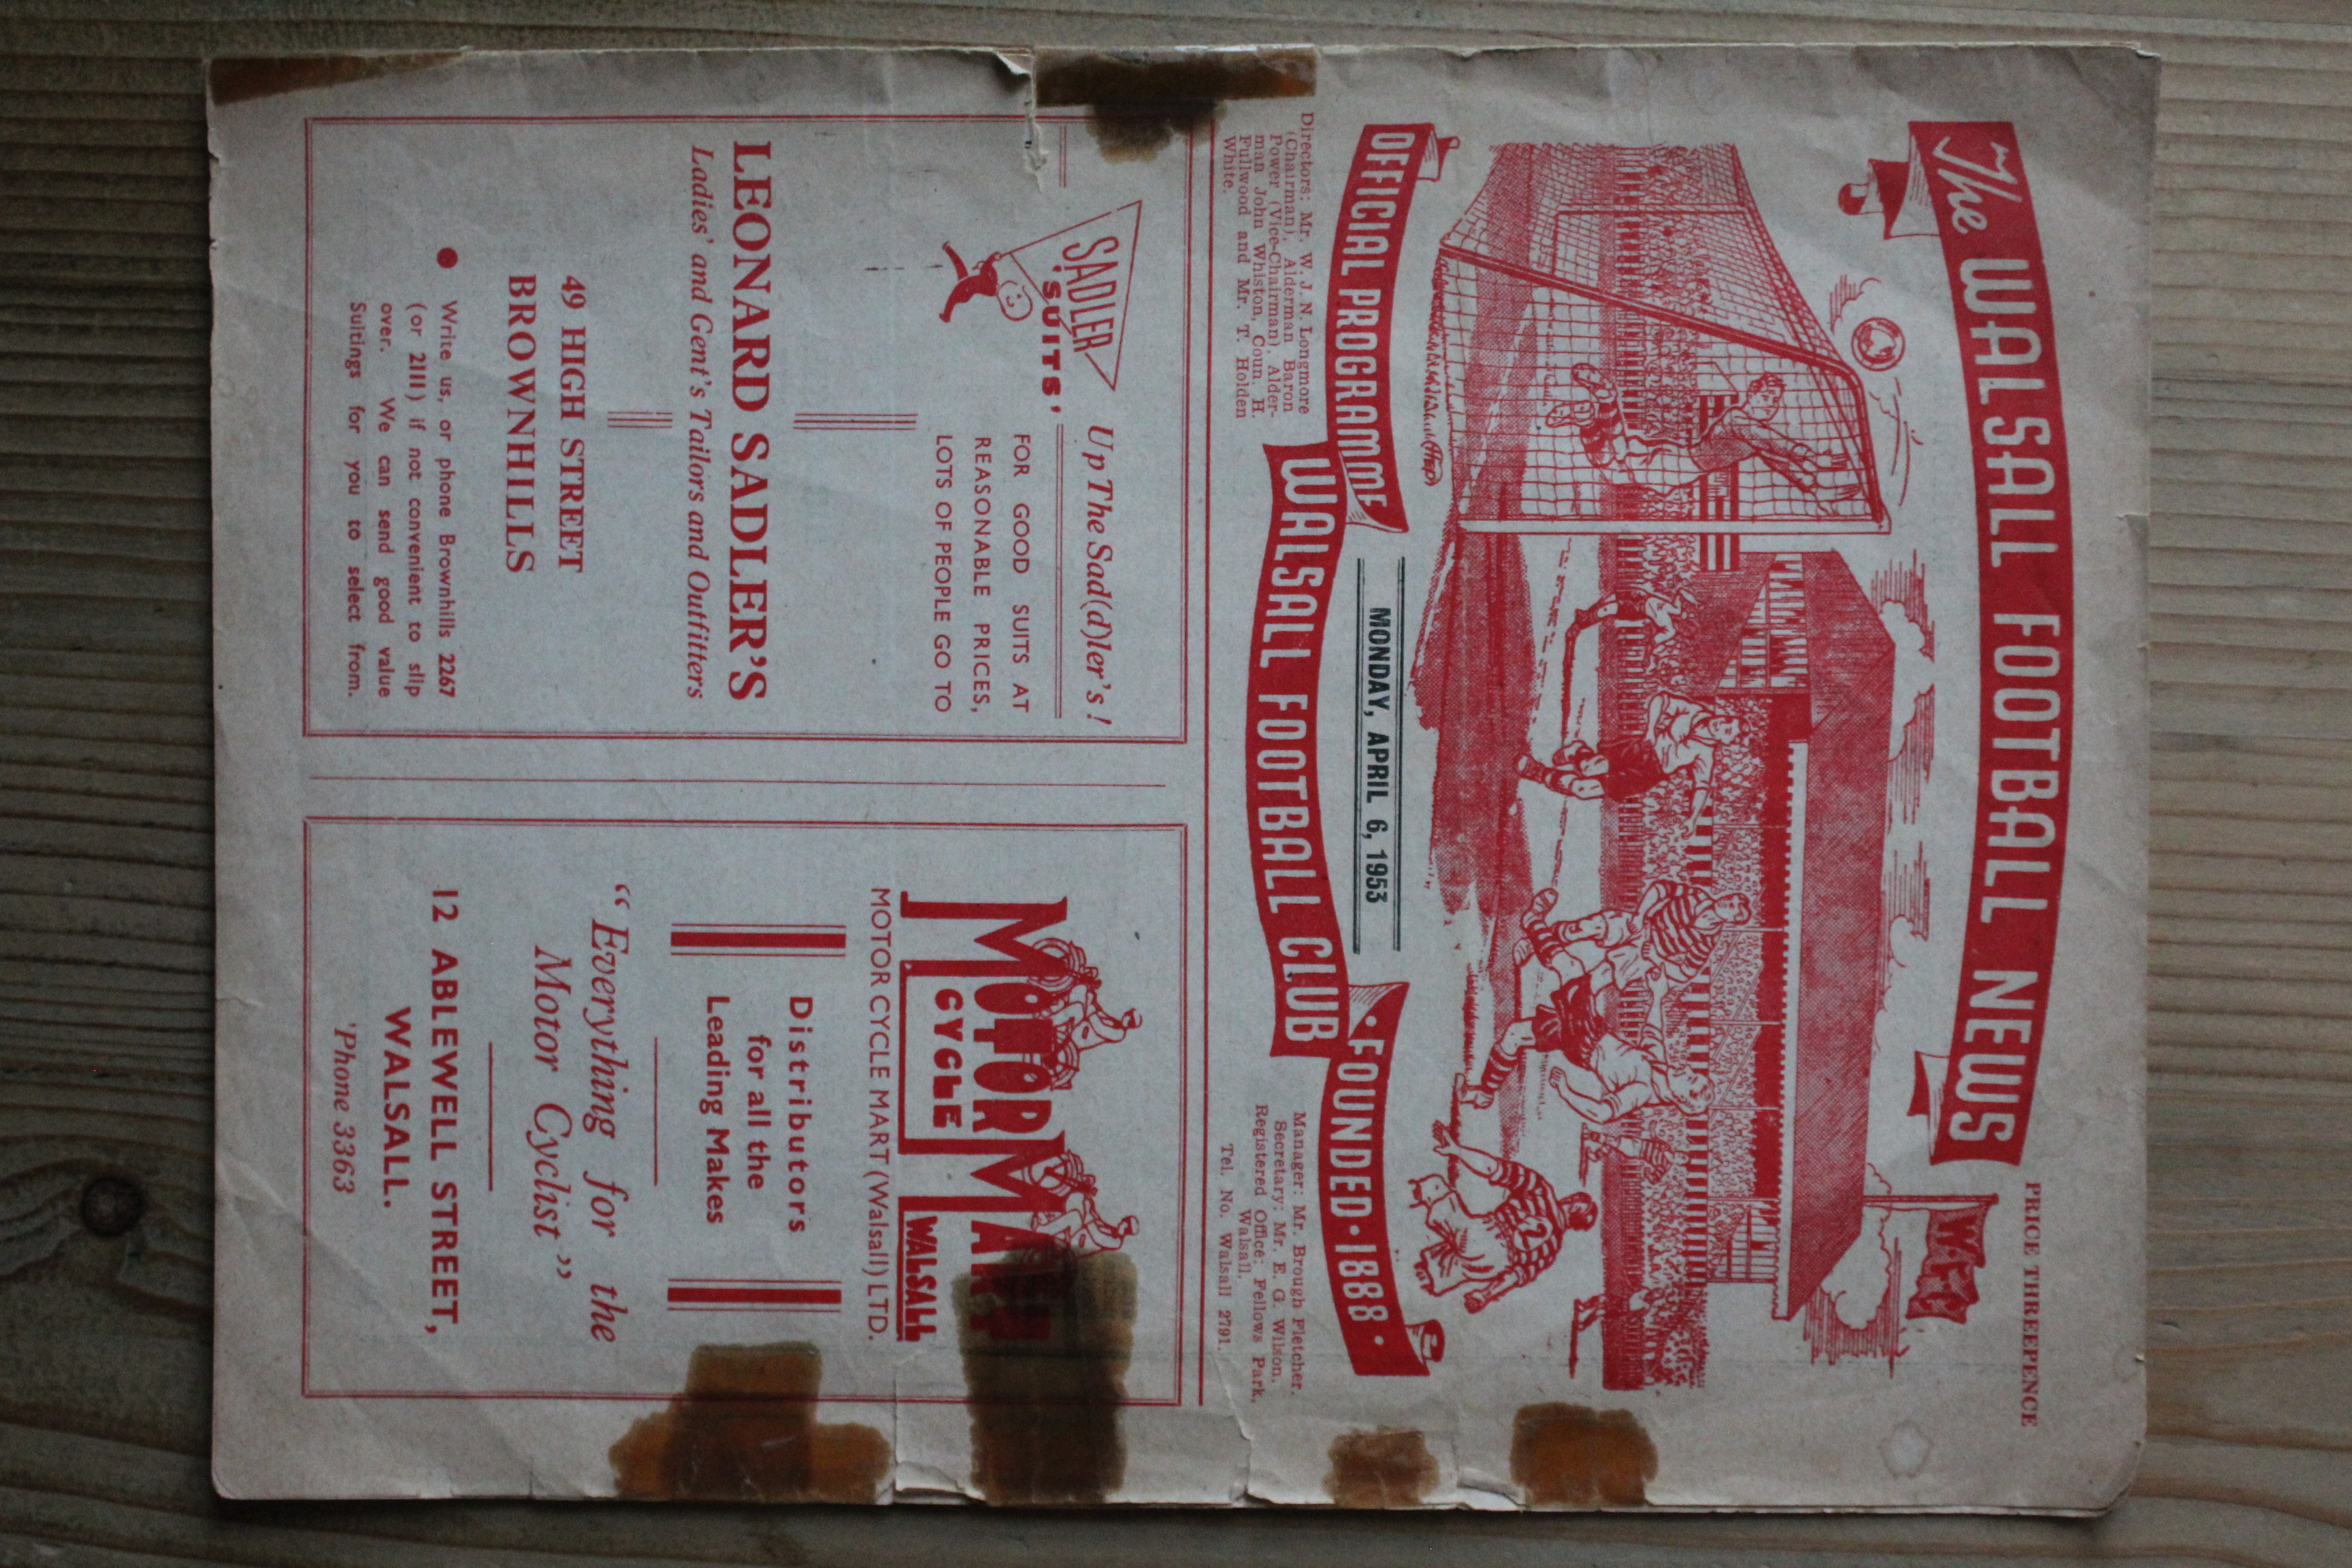 PRICE THREEPENCE
The WALSALL FOOTBALL NEWS
W.F.C
2
OFFICIAL PROGRAMME
MONDAY, APRIL 6, 1953
• FOUNDED • 1888 •
WALSALL FOOTBALL CLUB
Directors: Mr. W. J. N. Longmore
(Chairman), Alderman Baron
Power (Vice-Chairman), Alder-
man John Whiston, Coun. H.
Fullwood and Mr. T. Holden
White.
Manager: Mr. Brough Fletcher.
Secretary: Mr. E. G. Wilson.
Registered Office: Fellows Park,
Walsall.
Tel. No. Walsall 2791.
Up The Sad(d)ler's!
SADLER
'SUITS'
FOR GOOD SUITS AT
REASONABLE PRICES,
LOTS OF PEOPLE GO TO
LEONARD SADLER'S
Ladies' and Gent's Tailors and Outfitters
49 HIGH STREET
BROWNHILLS
● Write us, or phone Brownhills 2267
(or 2111) if not convenient to slip
over. We can send good value
Suitings for you to select from.
MOTOR MART
CYCLE
WALSALL
MOTOR CYCLE MART (Walsall) LTD.
Distributors
for all the
Leading Makes
"Everything for the
Motor Cyclist"
12 ABLEWELL STREET,
WALSALL.
'Phone 3363